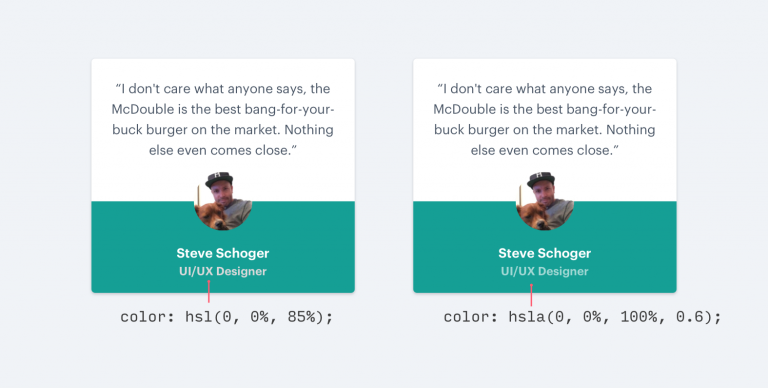 “I don't care what anyone says, the
McDouble is the best bang-for-your-
buck burger on the market. Nothing
else even comes close.”
Steve Schoger
UI/UX Designer
color: hsl(0, 0%, 85%);
“I don't care what anyone says, the
McDouble is the best bang-for-your-
buck burger on the market. Nothing
else even comes close.”
Steve Schoger
UI/UX Designer
color: hsla(0, 0%, 100%, 0.6);